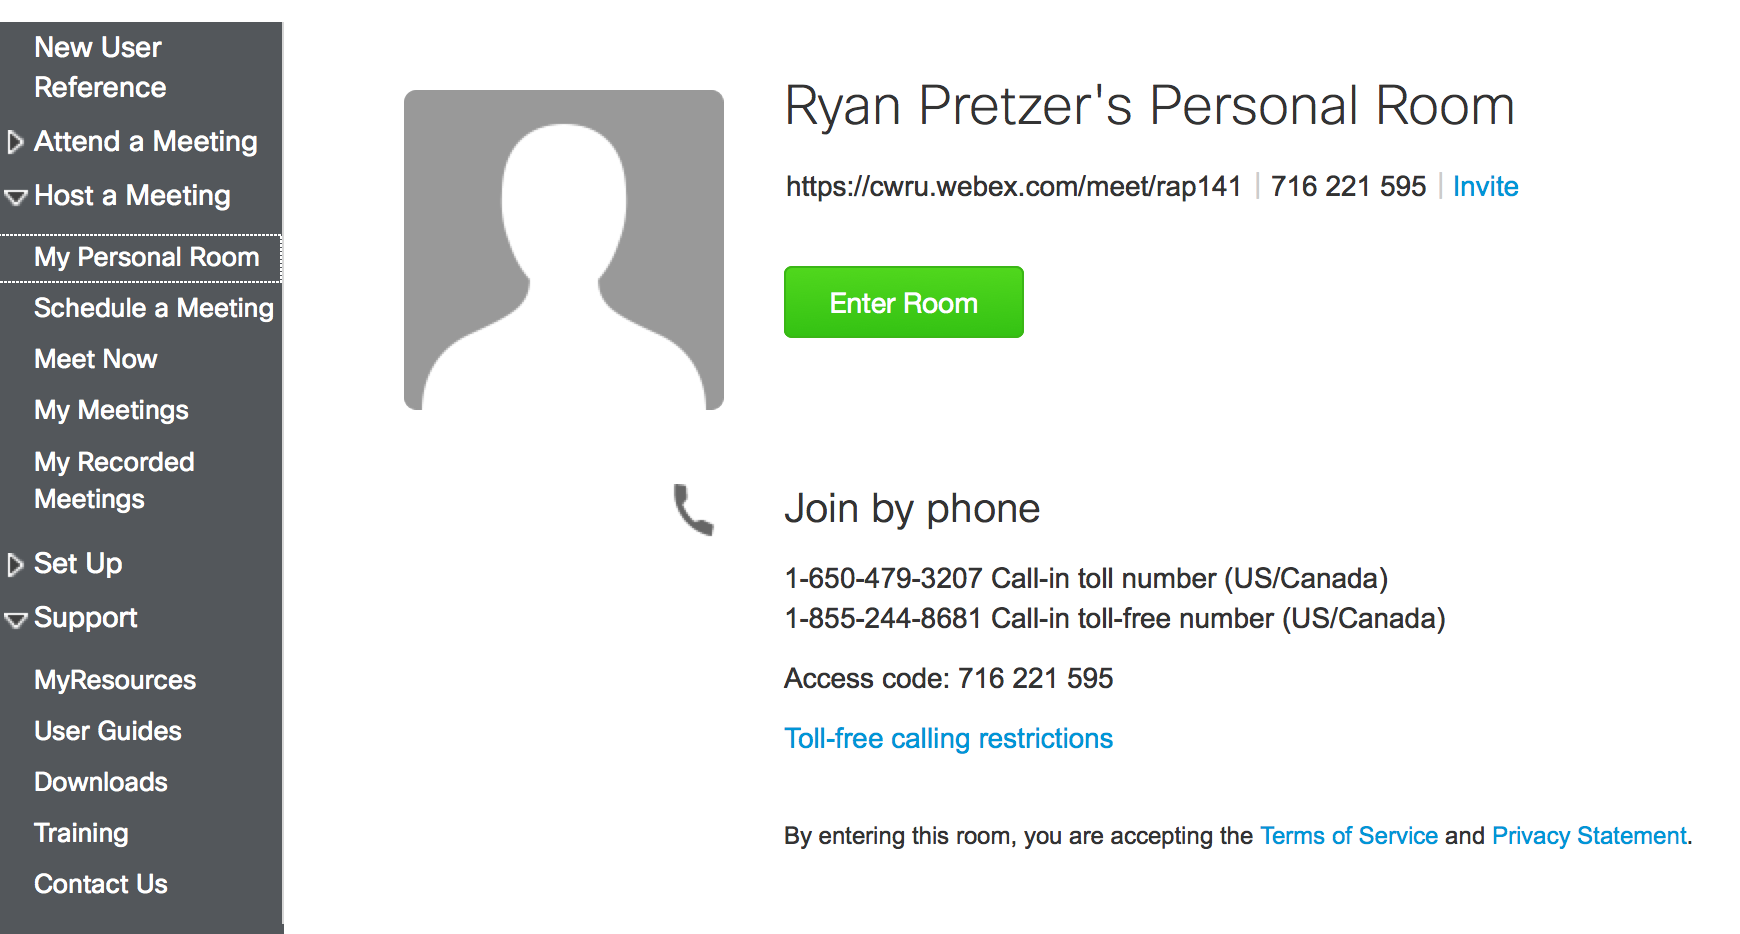 New User
Reference
Attend a Meeting
Host a Meeting
My Personal Room
Schedule a Meeting
Meet Now
My Meetings
My Recorded
Meetings
Set Up
Support
MyResources
User Guides
Downloads
Training
Contact Us
Ryan Pretzer's Personal Room
https://cwru.webex.com/meet/rap141 | 716 221 595 | Invite
Enter Room
Join by phone
1-650-479-3207 Call-in toll number (US/Canada)
1-855-244-8681 Call-in toll-free number (US/Canada)
Access code: 716 221 595
Toll-free calling restrictions
By entering this room, you are accepting the Terms of Service and Privacy Statement.